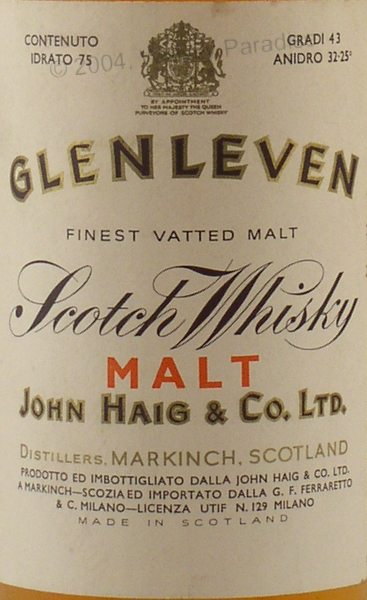 CONTENUTO
IDRATO 75
GRADI 43
ANIDRO 32·25°
© 2004.
BY APPOINTMENT
TO HER MAJESTY THE QUEEN
PURVEYORS OF SCOTCH WHISKY
GLENLEVEN
FINEST VATTED MALT
Scotch Whisky
MALT
JOHN HAIG & CO. LTD.
DISTILLERS, MARKINCH, SCOTLAND
PRODOTTO ED IMBOTTIGLIATO DALLA JOHN HAIG & CO. LTD.
A MARKINCH—SCOZIA ED IMPORTATO DALLA G. F. FERRARETTO
& C. MILANO—LICENZA UTIF N. 129 MILANO
MADE IN SCOTLAND